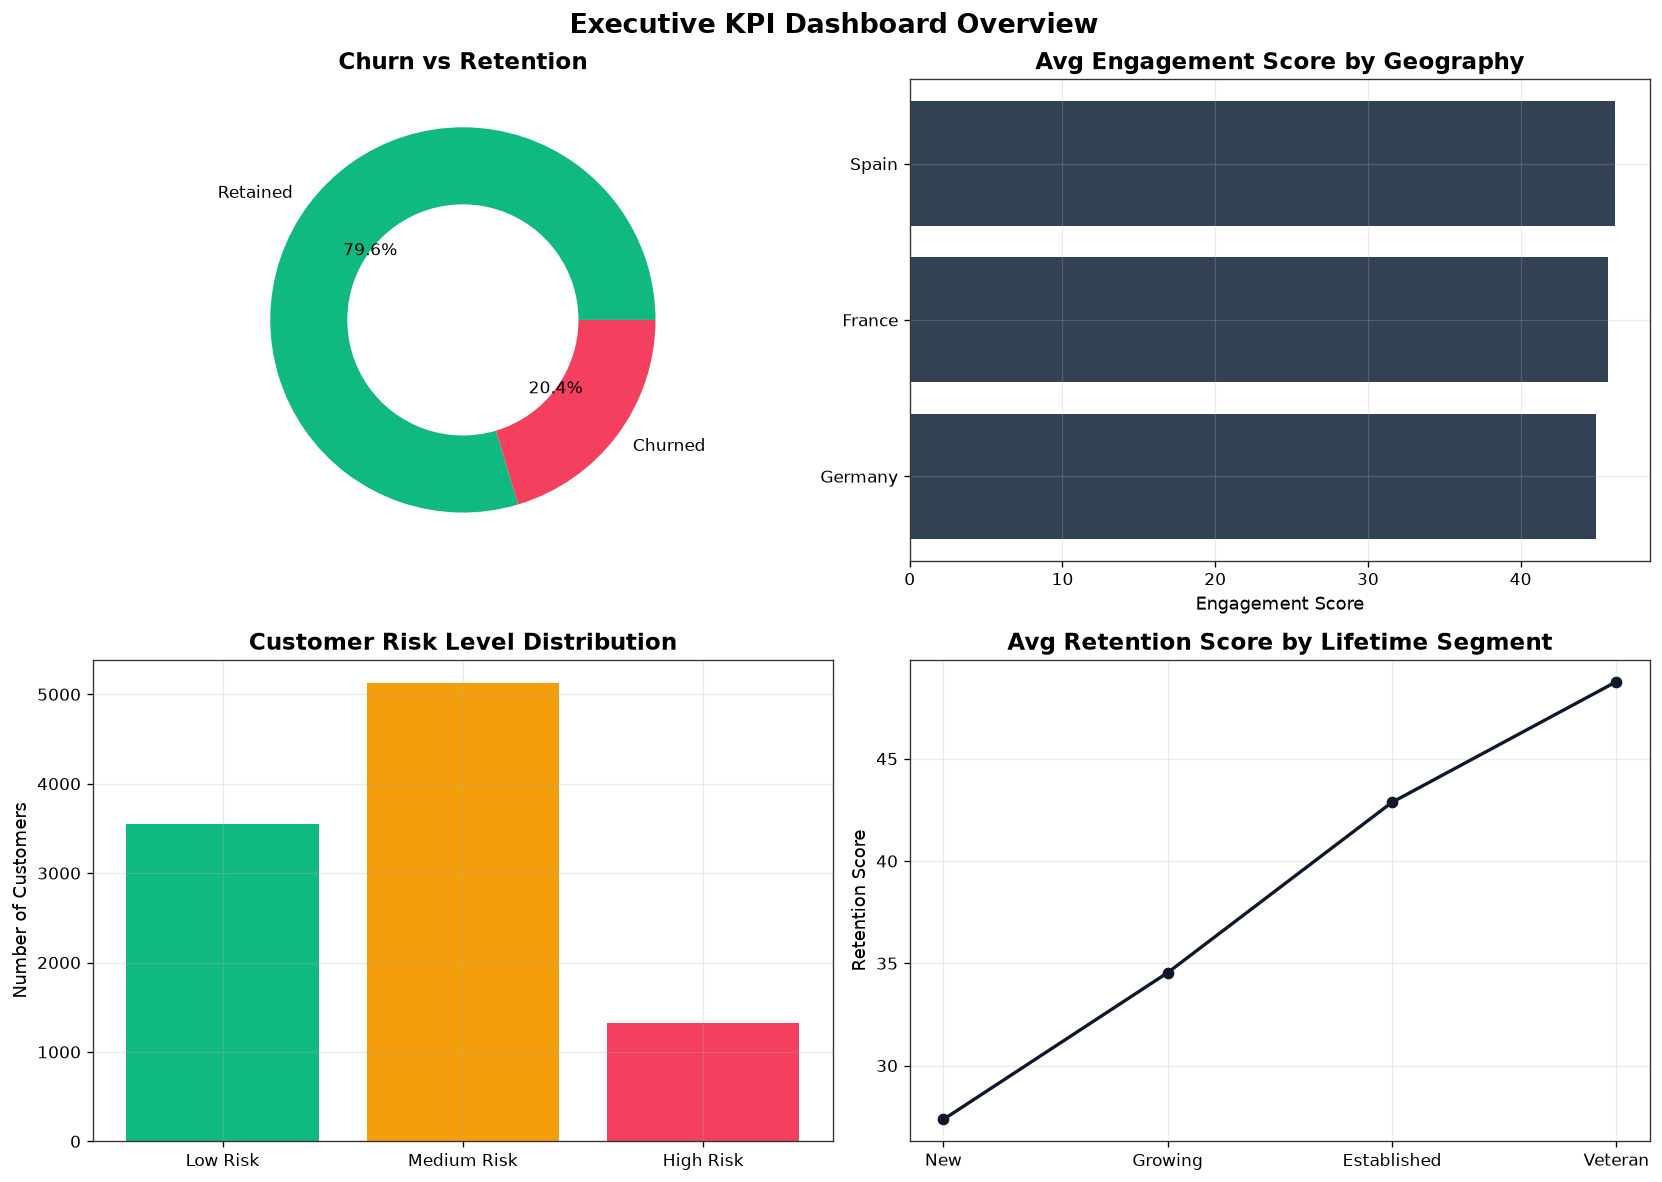 Executive KPI Dashboard Overview
Churn vs Retention
Retained
79.6%
20.4%
Churned
Avg Engagement Score by Geography
Spain
France
Germany
0 10 20 30 40
Engagement Score
Customer Risk Level Distribution
Number of Customers
5000
4000
3000
2000
1000
0
Low Risk Medium Risk High Risk
Avg Retention Score by Lifetime Segment
Retention Score
45
40
35
30
New Growing Established Veteran